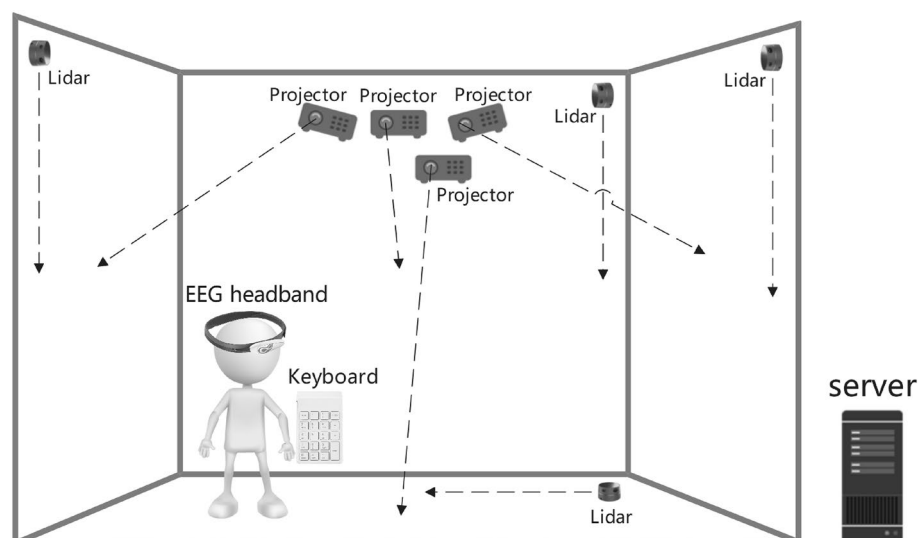 Lidar
Projector
Projector
Projector
Lidar
Lidar
Projector
EEG headband
Keyboard
server
Lidar